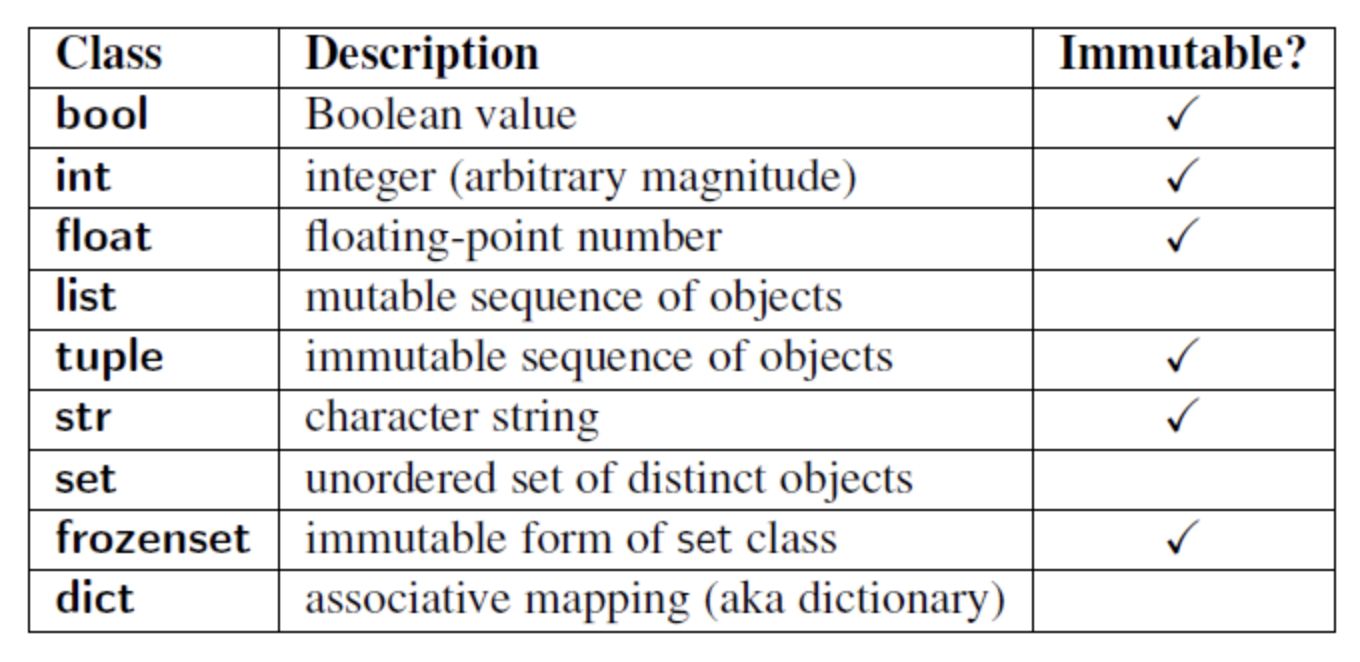 Class Description Immutable?
bool Boolean value ✓
int integer (arbitrary magnitude) ✓
float floating-point number ✓
list mutable sequence of objects
tuple immutable sequence of objects ✓
str character string ✓
set unordered set of distinct objects
frozenset immutable form of set class ✓
dict associative mapping (aka dictionary)